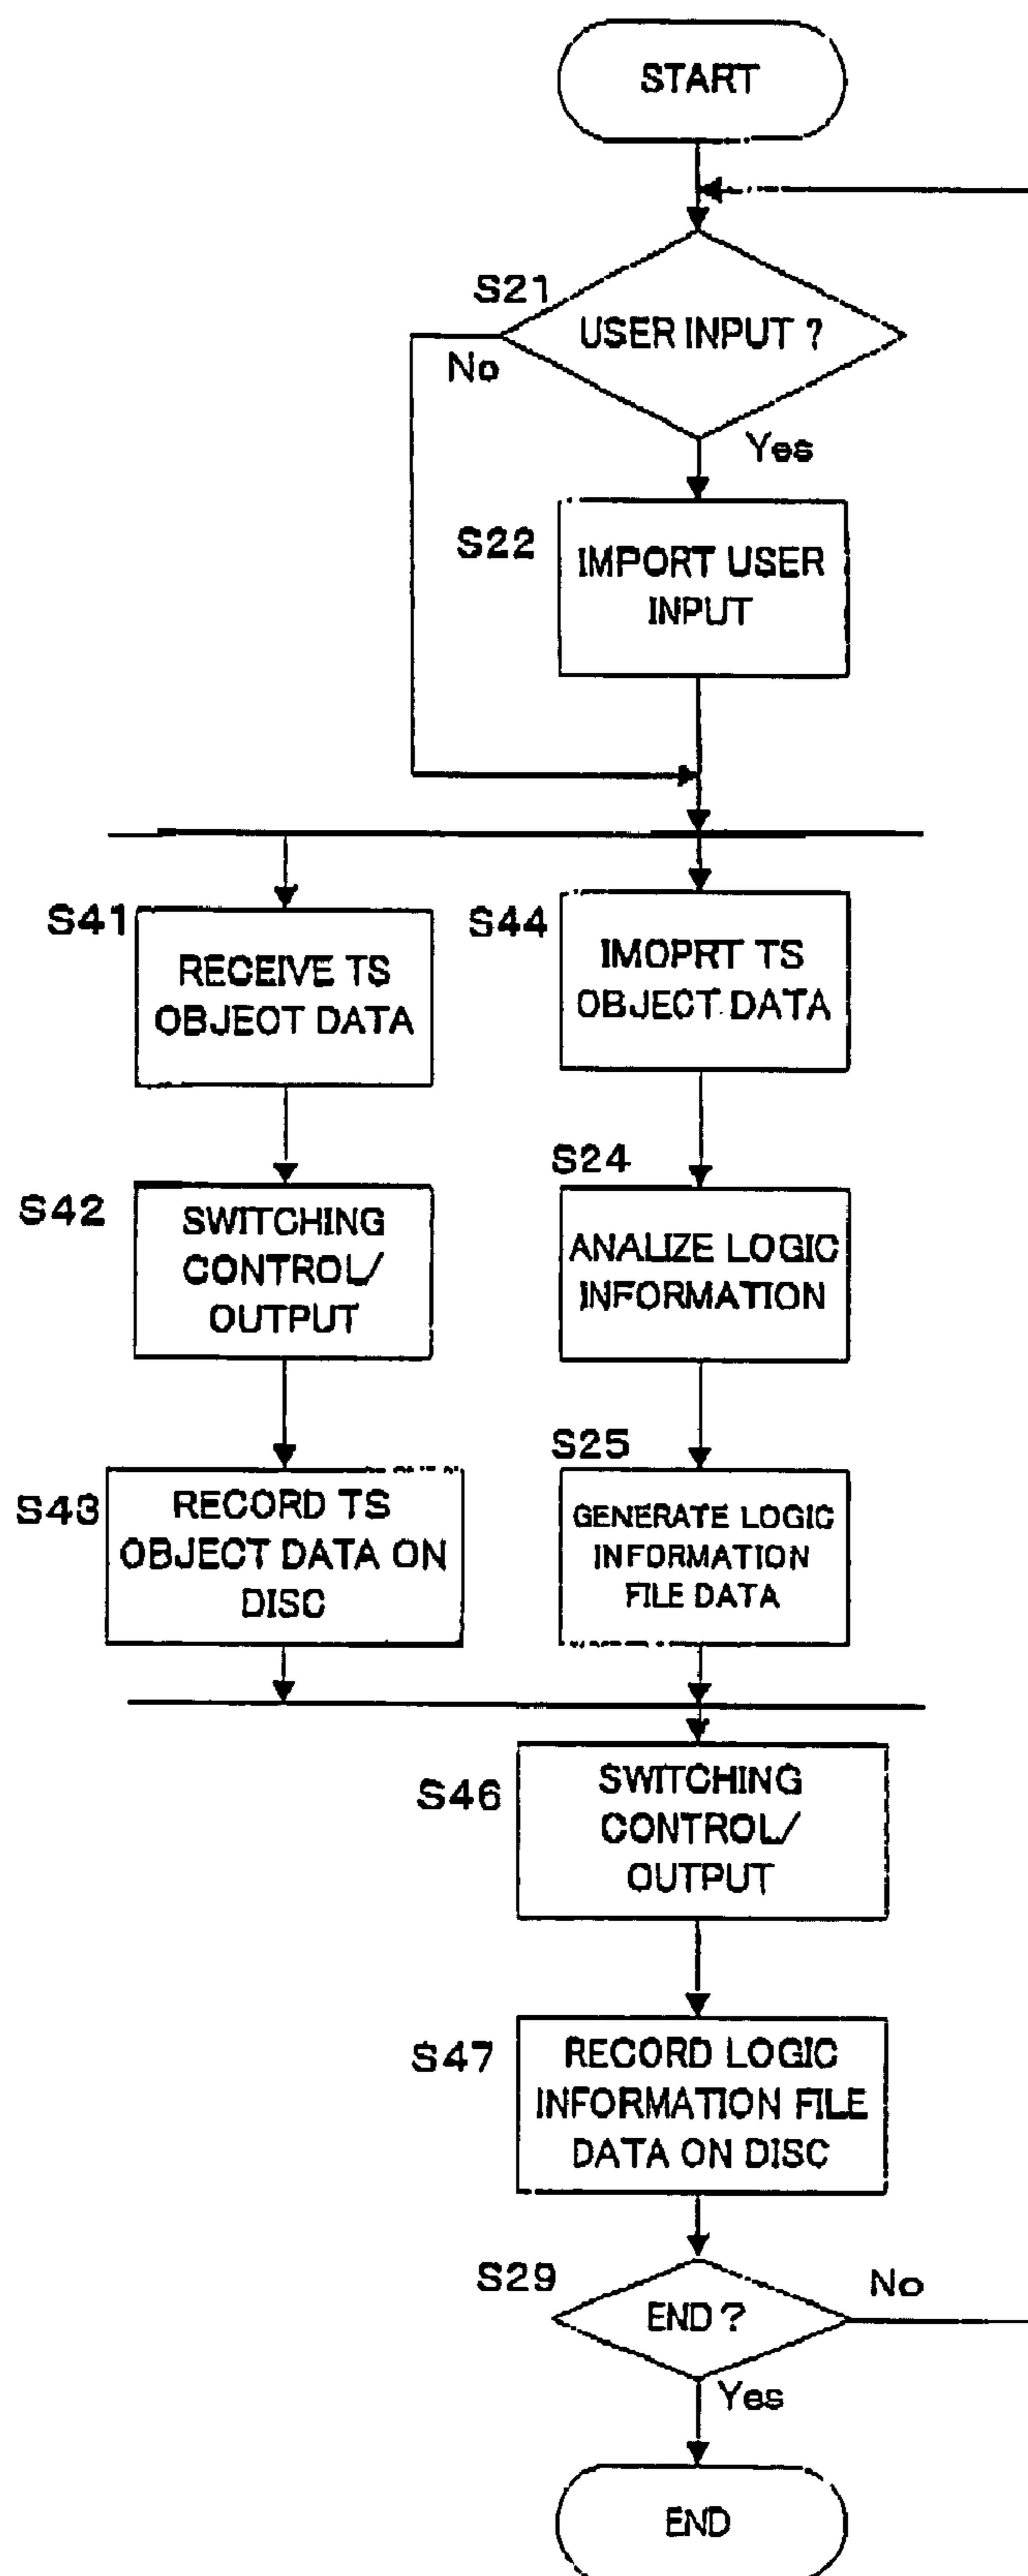 START
S21
USER INPUT ?
No
Yes
S22
IMPORT USER
INPUT
S41
RECEIVE TS
OBJEOT DATA
S44
IMOPRT TS
OBJECT DATA
S42
SWITCHING
CONTROL/
OUTPUT
S24
ANALIZE LOGIC
INFORMATION
S43
RECORD TS
OBJECT DATA ON
DISC
S25
GENERATE LOGIC
INFORMATION
FILE DATA
S46
SWITCHING
CONTROL/
OUTPUT
S47
RECORD LOGIC
INFORMATION FILE
DATA ON DISC
S29
END ?
No
Yes
END